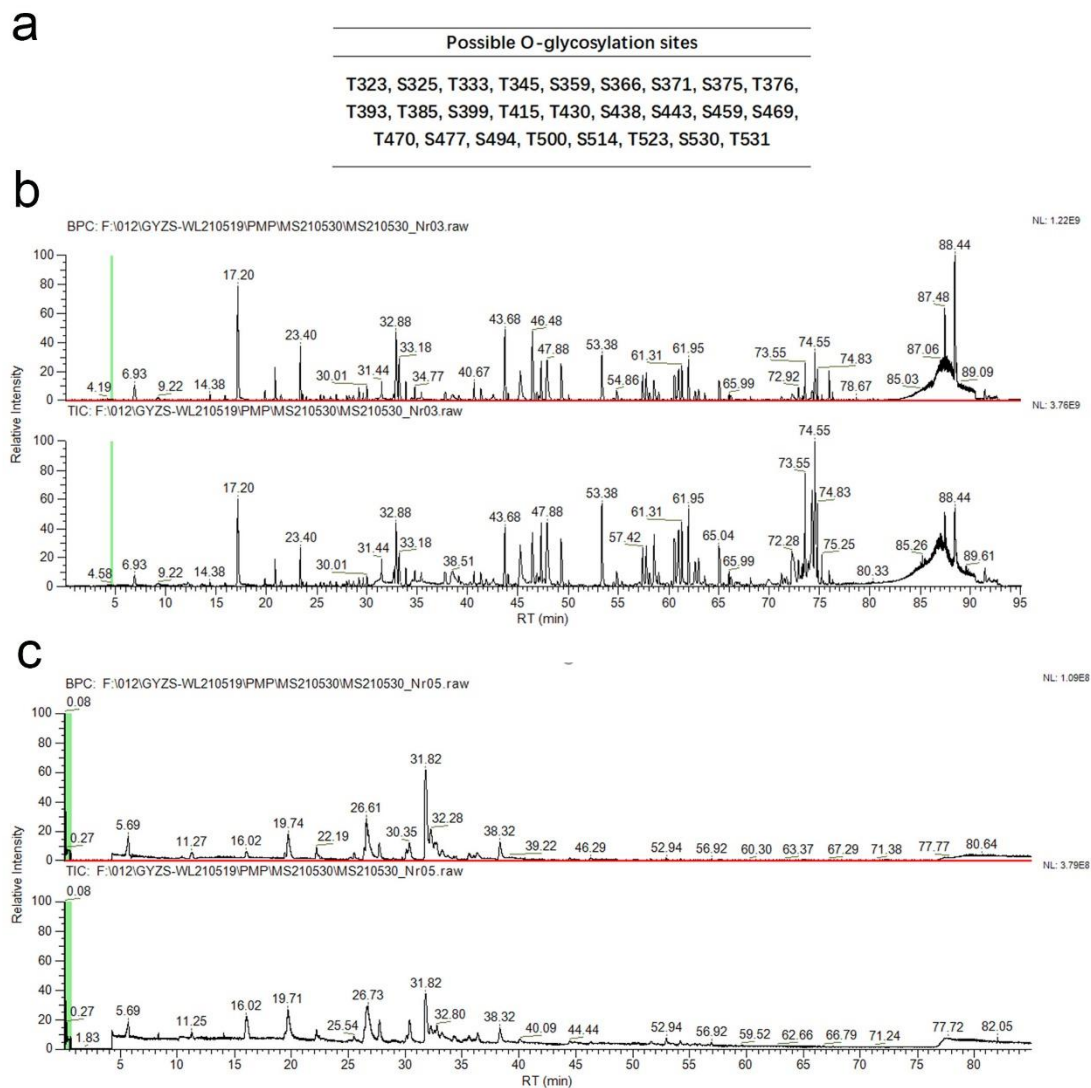 a
Possible O-glycosylation sites
T323, S325, T333, T345, S359, S366, S371, S375, T376,
T393, T385, S399, T415, T430, S438, S443, S459, S469,
T470, S477, S494, T500, S514, T523, S530, T531
b
BPC: F:\012\GYZS-WL210519\PMP\MS210530\MS210530_Nr03.raw
NL: 1.22E9
Relative Intensity
100
80
60
40
20
0
4.19 6.93 9.22 14.38 17.20 23.40 30.01 31.44 32.88 33.18 34.77 40.67 43.68 46.48 47.88 53.38 54.86 61.31 61.95 65.99 72.92 73.55 74.55 74.83 78.67 85.03 87.06 87.48 88.44 89.09
TIC: F:\012\GYZS-WL210519\PMP\MS210530\MS210530_Nr03.raw
NL: 3.76E9
100
80
60
40
20
0
4.58 6.93 9.22 14.38 17.20 23.40 30.01 31.44 32.88 33.18 38.51 43.68 47.88 53.38 57.42 61.31 61.95 65.04 65.99 72.28 73.55 74.55 74.83 75.25 80.33 85.26 88.44 89.61
5 10 15 20 25 30 35 40 45 50 55 60 65 70 75 80 85 90 95
RT (min)
c
BPC: F:\012\GYZS-WL210519\PMP\MS210530\MS210530_Nr05.raw
NL: 1.09E8
Relative Intensity
100
80
60
40
20
0
0.08 0.27 5.69 11.27 16.02 19.74 22.19 26.61 30.35 31.82 32.28 38.32 39.22 46.29 52.94 56.92 60.30 63.37 67.29 71.38 77.77 80.64
TIC: F:\012\GYZS-WL210519\PMP\MS210530\MS210530_Nr05.raw
NL: 3.79E8
100
80
60
40
20
0
0.08 0.27 1.83 5.69 11.25 16.02 19.71 25.54 26.73 31.82 32.80 38.32 40.09 44.44 52.94 56.92 59.52 62.66 66.79 71.24 77.72 82.05
5 10 15 20 25 30 35 40 45 50 55 60 65 70 75 80
RT (min)